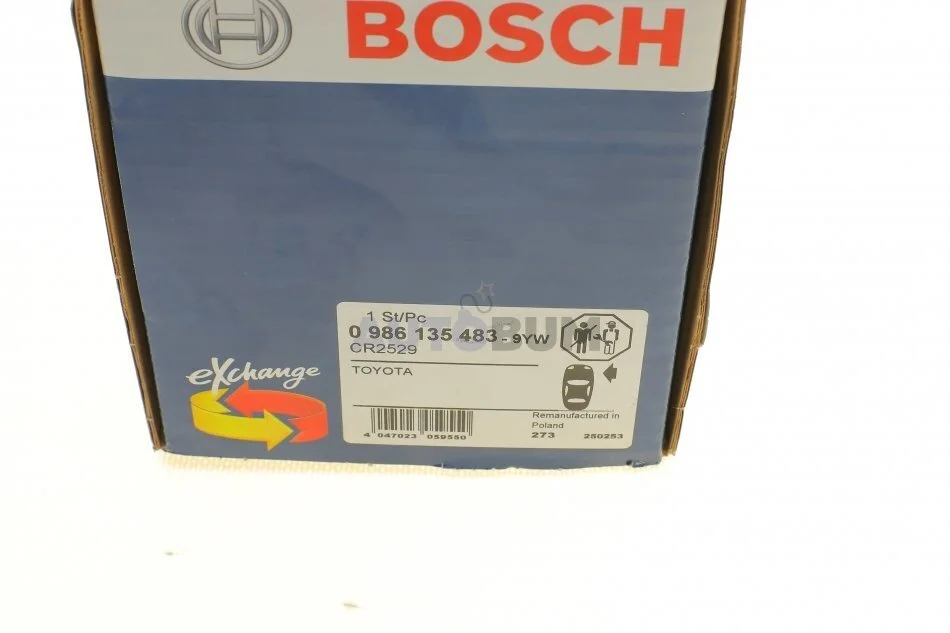 BOSCH
1 St/Pc
0 986 135 483 - 9YW
CR2529
TOYOTA
eXchange
Remanufactured in
Poland
4 047023 059550
273 250253
AUTOBUM